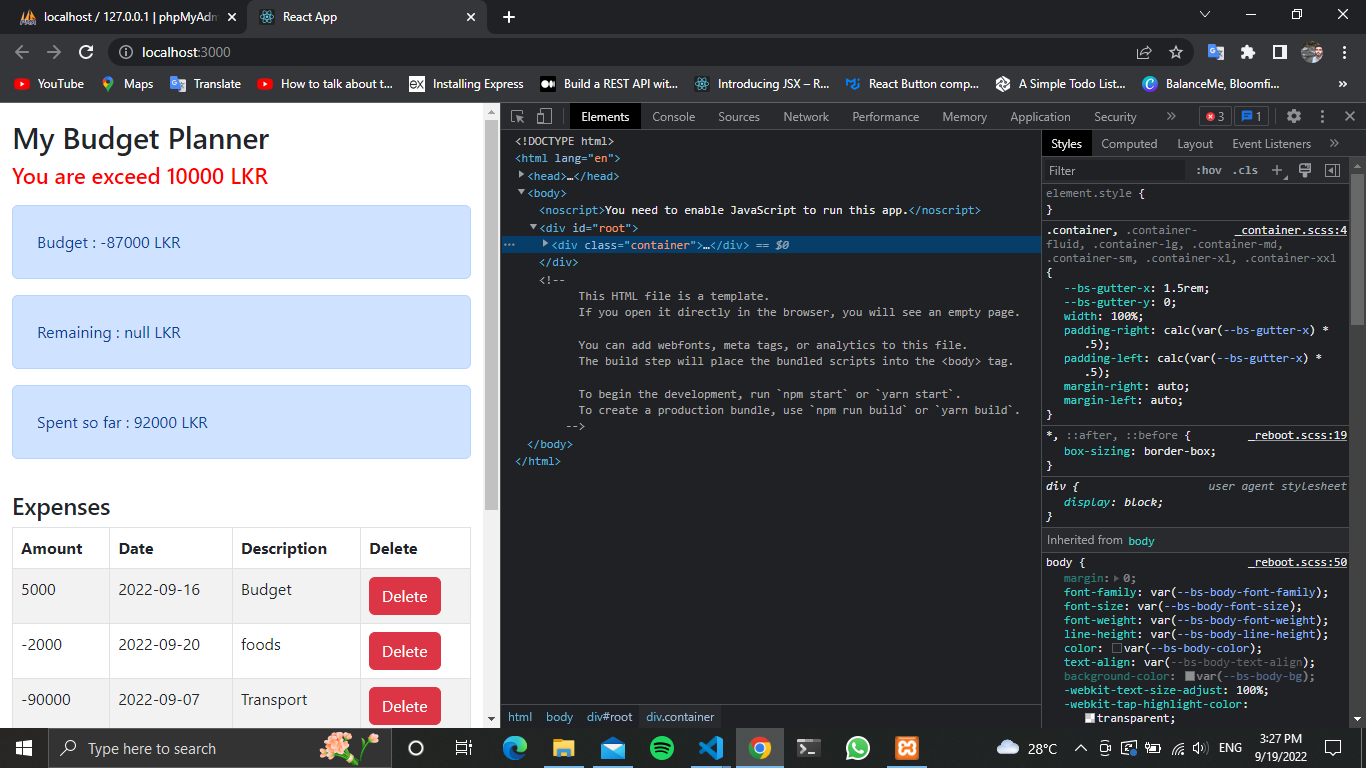 localhost / 127.0.0.1 | phpMyAdm
React App
localhost:3000
YouTube
Maps
Translate
How to talk about t...
ex
Installing Express
Build a REST API wit...
Introducing JSX – R...
React Button comp...
A Simple Todo List...
BalanceMe, Bloomfi...
»
My Budget Planner
You are exceed 10000 LKR
Budget : -87000 LKR
Remaining : null LKR
Spent so far : 92000 LKR
Expenses
Amount Date Description Delete
5000 2022-09-16 Budget Delete
-2000 2022-09-20 foods Delete
-90000 2022-09-07 Transport Delete
Elements Console Sources Network Performance Memory Application Security » 3 1
<!DOCTYPE html>
<html lang="en">
<head>…</head>
<body>
<noscript>You need to enable JavaScript to run this app.</noscript>
<div id="root">
<div class="container">…</div> == $0
</div>
<!--
This HTML file is a template.
If you open it directly in the browser, you will see an empty page.
You can add webfonts, meta tags, or analytics to this file.
The build step will place the bundled scripts into the <body> tag.
To begin the development, run `npm start` or `yarn start`.
To create a production bundle, use `npm run build` or `yarn build`.
-->
</body>
</html>
html body div#root div.container
Styles Computed Layout Event Listeners »
Filter :hov .cls
element.style {
}
.container, .container- _container.scss:4
fluid, .container-lg, .container-md,
.container-sm, .container-xl, .container-xxl
{
--bs-gutter-x: 1.5rem;
--bs-gutter-y: 0;
width: 100%;
padding-right: calc(var(--bs-gutter-x) *
.5);
padding-left: calc(var(--bs-gutter-x) *
.5);
margin-right: auto;
margin-left: auto;
}
*, ::after, ::before { _reboot.scss:19
box-sizing: border-box;
}
div { user agent stylesheet
display: block;
}
Inherited from body
body { _reboot.scss:50
margin: 0;
font-family: var(--bs-body-font-family);
font-size: var(--bs-body-font-size);
font-weight: var(--bs-body-font-weight);
line-height: var(--bs-body-line-height);
color: var(--bs-body-color);
text-align: var(--bs-body-text-align);
background-color: var(--bs-body-bg);
-webkit-text-size-adjust: 100%;
-webkit-tap-highlight-color:
transparent;
Type here to search
28°C
ENG
3:27 PM
9/19/2022